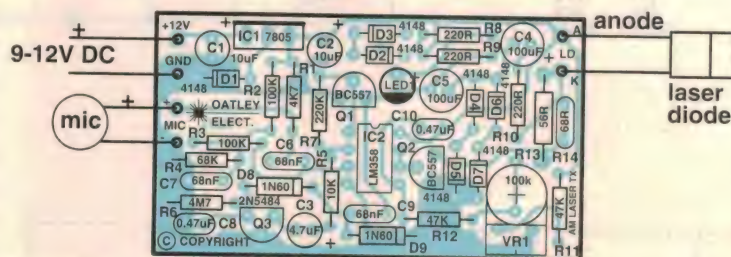 9-12V DC
+
+12V
GND
+
mic
MIC
-
C1
10uF
IC1 7805
C2
10uF
+
D3
4148
D2
4148
R8
220R
R9
220R
C4
100uF
+
A
LD
K
anode
laser
diode
4148
D1
OATLEY
ELECT.
R2
100K
R1
4K7
220K
R7
BC557
Q1
LED1
C5
100uF
+
4148
D4
D6
4148
220R
R10
56R
R13
68R
R14
R3
100K
R4
68K
C6
68nF
R5
10K
IC2
LM358
C10
0.47uF
Q2
BC557
4148
D5
D7
4148
C7
68nF
D8
1N60
R6
4M7
0.47uF
C8
2N5484
Q3
C3
4.7uF
+
68nF
C9
1N60
D9
47K
R12
100k
VR1
47K
R11
AM LASER TX
© COPYRIGHT